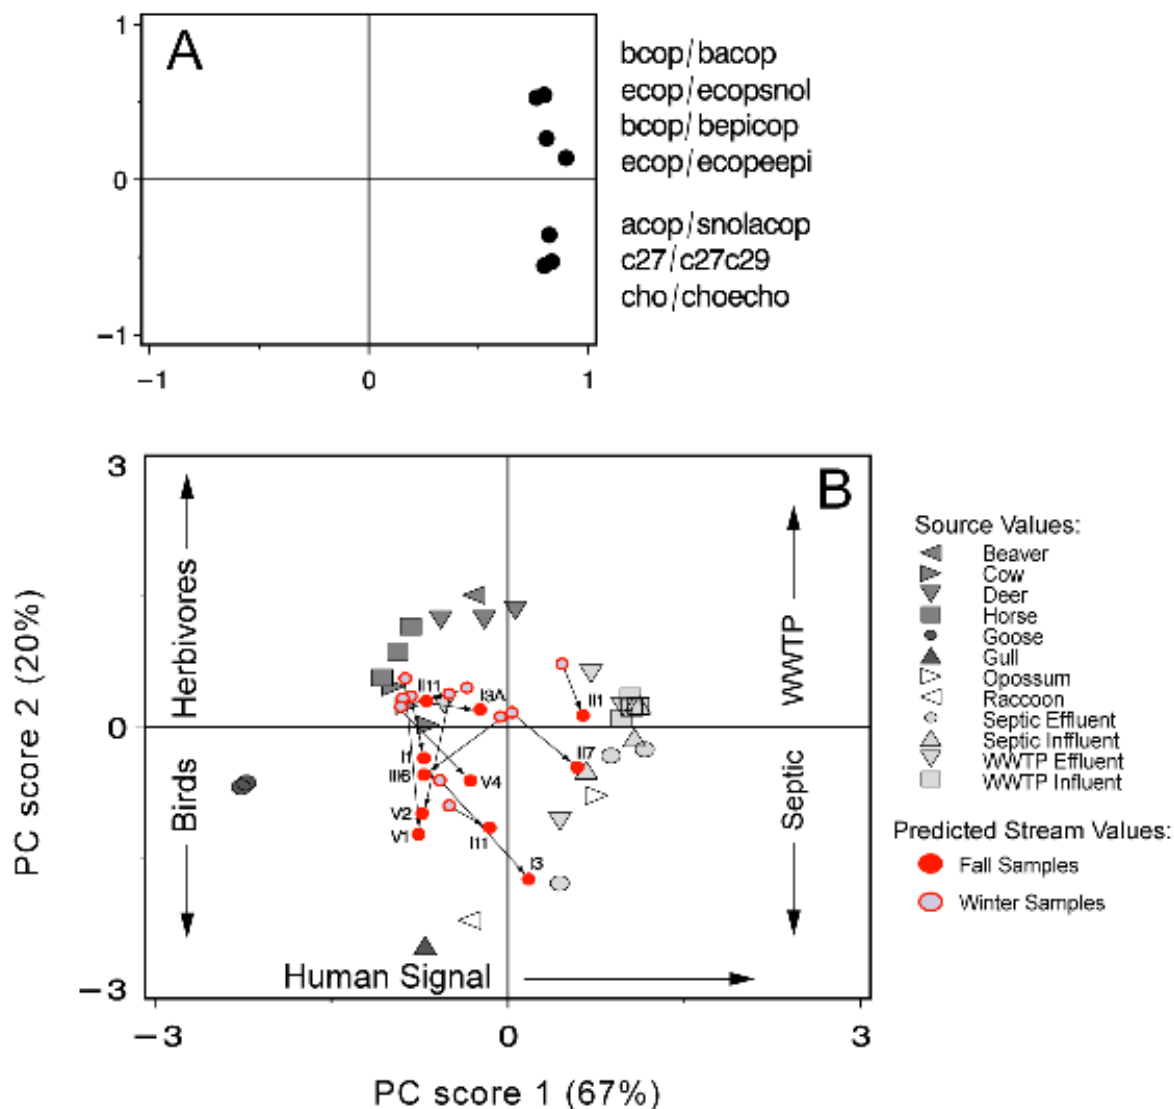 A
1
0
−1
−1
0
1
bcop/bacop
ecop/ecopsnol
bcop/bepicop
ecop/ecopeepi
acop/snolacop
c27/c27c29
cho/choecho
B
3
0
−3
−3
0
3
PC score 2 (20%)
PC score 1 (67%)
Herbivores
Birds
WWTP
Septic
Human Signal
II11
I3A
II1
I1
III6
V4
II7
V2
V1
I11
I3
Source Values:
Beaver
Cow
Deer
Horse
Goose
Gull
Opossum
Raccoon
Septic Effluent
Septic Inffluent
WWTP Effluent
WWTP Influent
Predicted Stream Values:
Fall Samples
Winter Samples